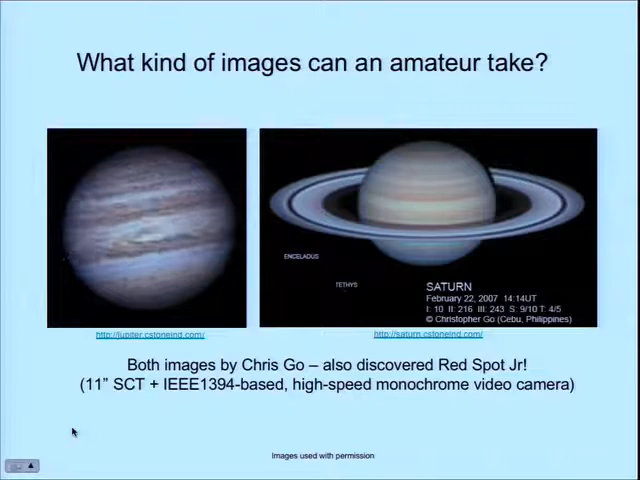 What kind of images can an amateur take?
ENCELADUS
TETHYS
SATURN
February 22, 2007 14:14UT
I: 10 II: 216 III: 243 S: 9/10 T: 4/5
© Christopher Go (Cebu, Philippines)
http://jupiter.cstoneind.com/
http://saturn.cstoneind.com/
Both images by Chris Go – also discovered Red Spot Jr!
(11” SCT + IEEE1394-based, high-speed monochrome video camera)
Images used with permission